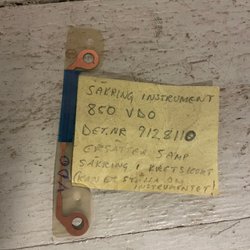 SÄKRING INSTRUMENT
850 VDO
DET.NR 9128110
ERSÄTTER 5AMP
SÄKRING I KRETSKORT
INSTRUMENTET)
VDO